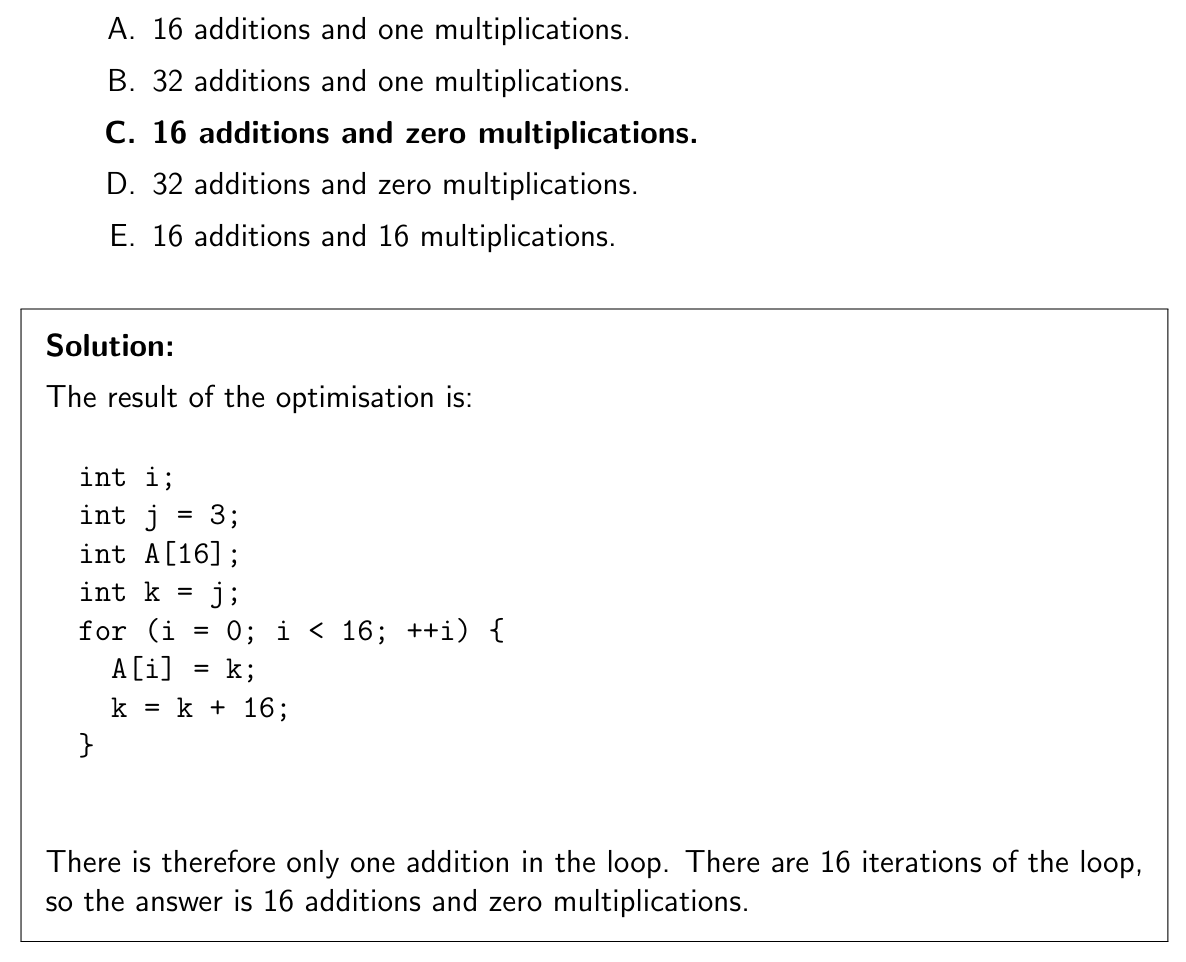 A. 16 additions and one multiplications.
B. 32 additions and one multiplications.
C. 16 additions and zero multiplications.
D. 32 additions and zero multiplications.
E. 16 additions and 16 multiplications.
Solution:
The result of the optimisation is:
int i;
int j = 3;
int A[16];
int k = j;
for (i = 0; i < 16; ++i) {
  A[i] = k;
  k = k + 16;
}
There is therefore only one addition in the loop. There are 16 iterations of the loop,
so the answer is 16 additions and zero multiplications.